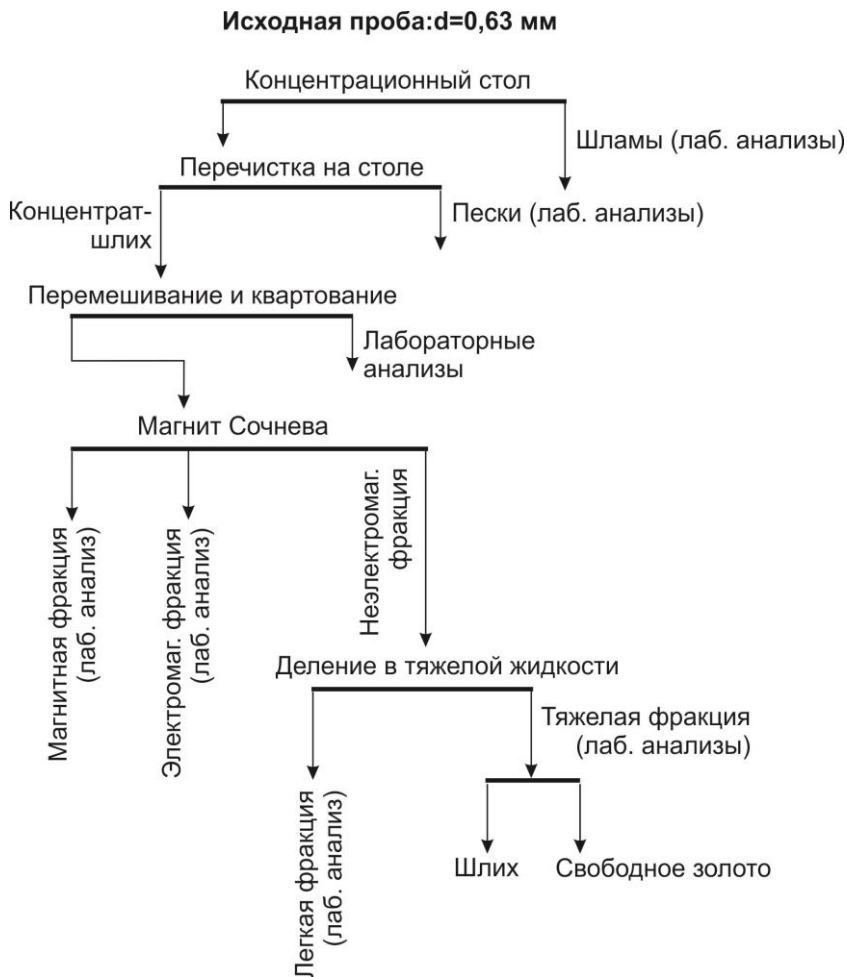 Исходная проба:d=0,63 мм
Концентрационный стол
Шламы (лаб. анализы)
Перечистка на столе
Концентрат-
шлих
Пески (лаб. анализы)
Перемешивание и квартование
Лабораторные
анализы
Магнит Сочнева
Магнитная фракция
(лаб. анализ)
Электромаг. фракция
(лаб. анализ)
Неэлектромаг.
фракция
Деление в тяжелой жидкости
Тяжелая фракция
(лаб. анализы)
Легкая фракция
(лаб. анализ)
Шлих
Свободное золото